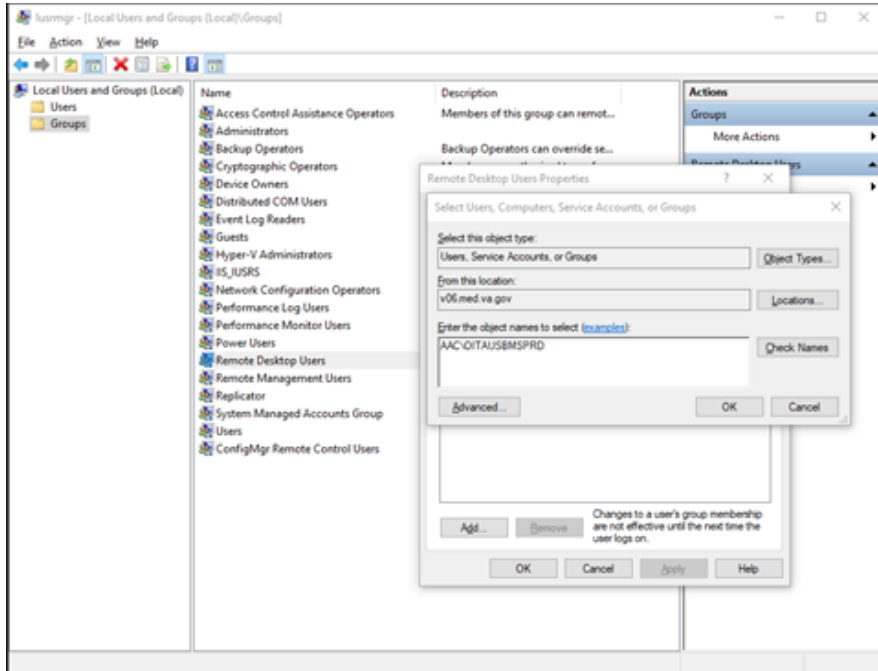 lusrmgr - [Local Users and Groups (Local)\Groups]
File Action View Help
Local Users and Groups (Local)
Users
Groups
Name Description
Access Control Assistance Operators Members of this group can remot...
Administrators
Backup Operators Backup Operators can override se...
Cryptographic Operators
Device Owners
Distributed COM Users
Event Log Readers
Guests
Hyper-V Administrators
IIS_IUSRS
Network Configuration Operators
Performance Log Users
Performance Monitor Users
Power Users
Remote Desktop Users
Remote Management Users
Replicator
System Managed Accounts Group
Users
ConfigMgr Remote Control Users
Actions
Groups
More Actions
Remote Desktop Users Properties
Select Users, Computers, Service Accounts, or Groups
Select this object type:
Users, Service Accounts, or Groups
Object Types...
From this location:
v06.med.va.gov
Locations...
Enter the object names to select (examples):
AAC\OITAUSBMSPRD
Check Names
Advanced... OK Cancel
Add... Remove
Changes to a user's group membership
are not effective until the next time the
user logs on.
OK Cancel Apply Help